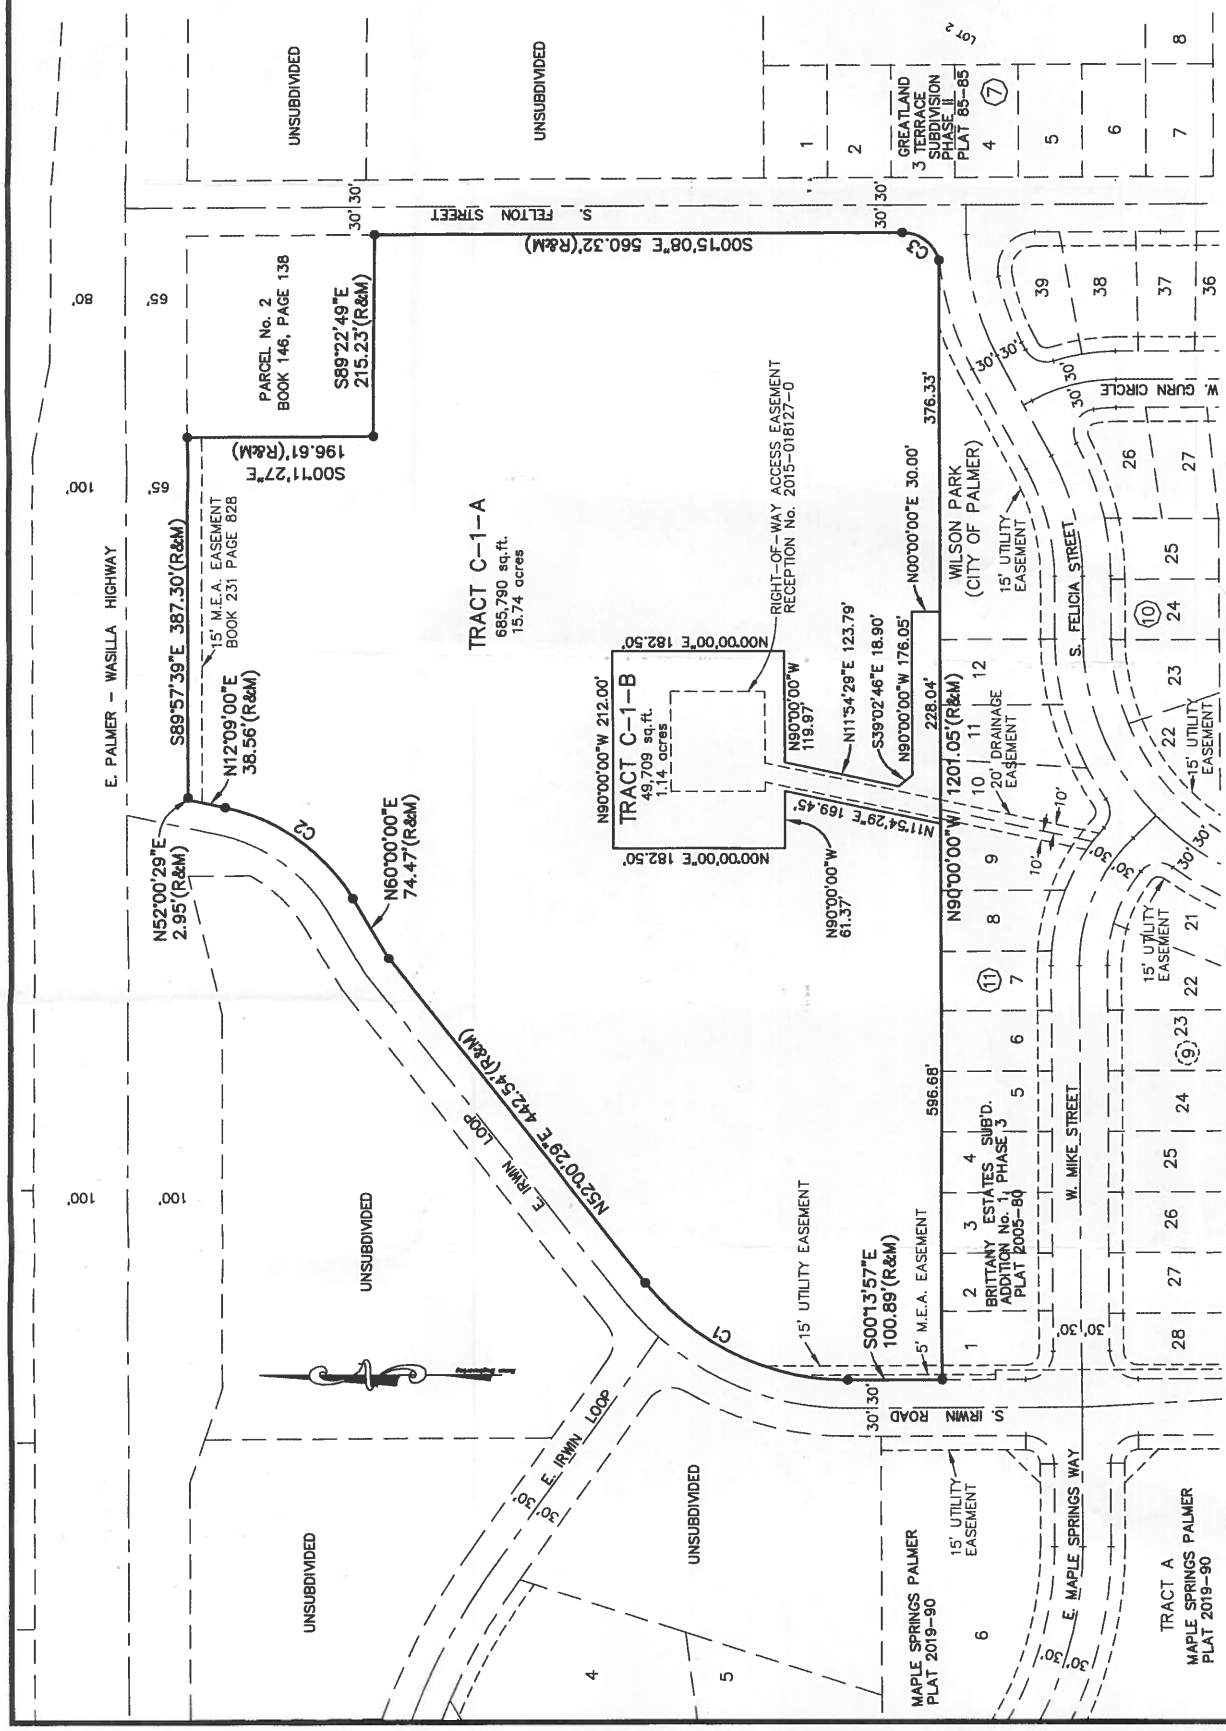 E. PALMER – WASILLA HIGHWAY
100'
100'
100'
65'
80'
65'
UNSUBDIVIDED
UNSUBDIVIDED
UNSUBDIVIDED
UNSUBDIVIDED
UNSUBDIVIDED
N52°00'29"E
2.95'(R&M)
S89°57'39"E 387.30'(R&M)
N12°09'00"E
38.56'(R&M)
15' M.E.A. EASEMENT
BOOK 231 PAGE 828
S00°11'27"E
196.61'(R&M)
PARCEL No. 2
BOOK 146, PAGE 138
S89°22'49"E
215.23'(R&M)
30' 30'
S. FELTON STREET
S00°15'08"E 560.32'(R&M)
30' 30'
C3
C2
N60°00'00"E
74.47'(R&M)
N52°00'29"E 442.54'(R&M)
E. IRWIN LOOP
C1
E. IRWIN LOOP
30' 30'
TRACT C-1-A
685,790 sq.ft.
15.74 acres
N90°00'00"W 212.00'
TRACT C-1-B
49,709 sq.ft.
1.14 acres
N00°00'00"E 182.50'
N00°00'00"E 182.50'
N90°00'00"W
61.37'
N90°00'00"W
119.97'
N11°54'29"E 169.45'
N11°54'29"E 123.79'
S39°02'46"E 18.90'
N90°00'00"W 176.05'
N00°00'00"E 30.00'
RIGHT-OF-WAY ACCESS EASEMENT
RECEPTION No. 2015-018127-0
596.68'
228.04'
376.33'
N90°00'00"W 1201.05'(R&M)
15' UTILITY EASEMENT
S00°13'57"E
100.89'(R&M)
5' M.E.A. EASEMENT
30' 30'
S. IRWIN ROAD
GREATLAND
TERRACE
SUBDIVISION
PHASE II
PLAT 85-85
1
2
3
4
5
6
7
8
7
LOT 2
WILSON PARK
(CITY OF PALMER)
15' UTILITY
EASEMENT
BRITTANY ESTATES SUB'D.
ADDITION No. 1, PHASE 3
PLAT 2005-80
1
2
3
4
5
6
7
8
9
10
11
12
11
20' DRAINAGE
EASEMENT
10'
10'
30'
30' 30'
30' 30'
W. MIKE STREET
S. FELICIA STREET
W. GURN CIRCLE
30' 30'
30' 30'
39
38
37
36
26
27
25
24
23
22
10
15' UTILITY
EASEMENT
15' UTILITY
EASEMENT
21
22
23
9
24
25
26
27
28
MAPLE SPRINGS PALMER
PLAT 2019-90
4
5
6
15' UTILITY
EASEMENT
E. MAPLE SPRINGS WAY
30'
30'
TRACT A
MAPLE SPRINGS PALMER
PLAT 2019-90